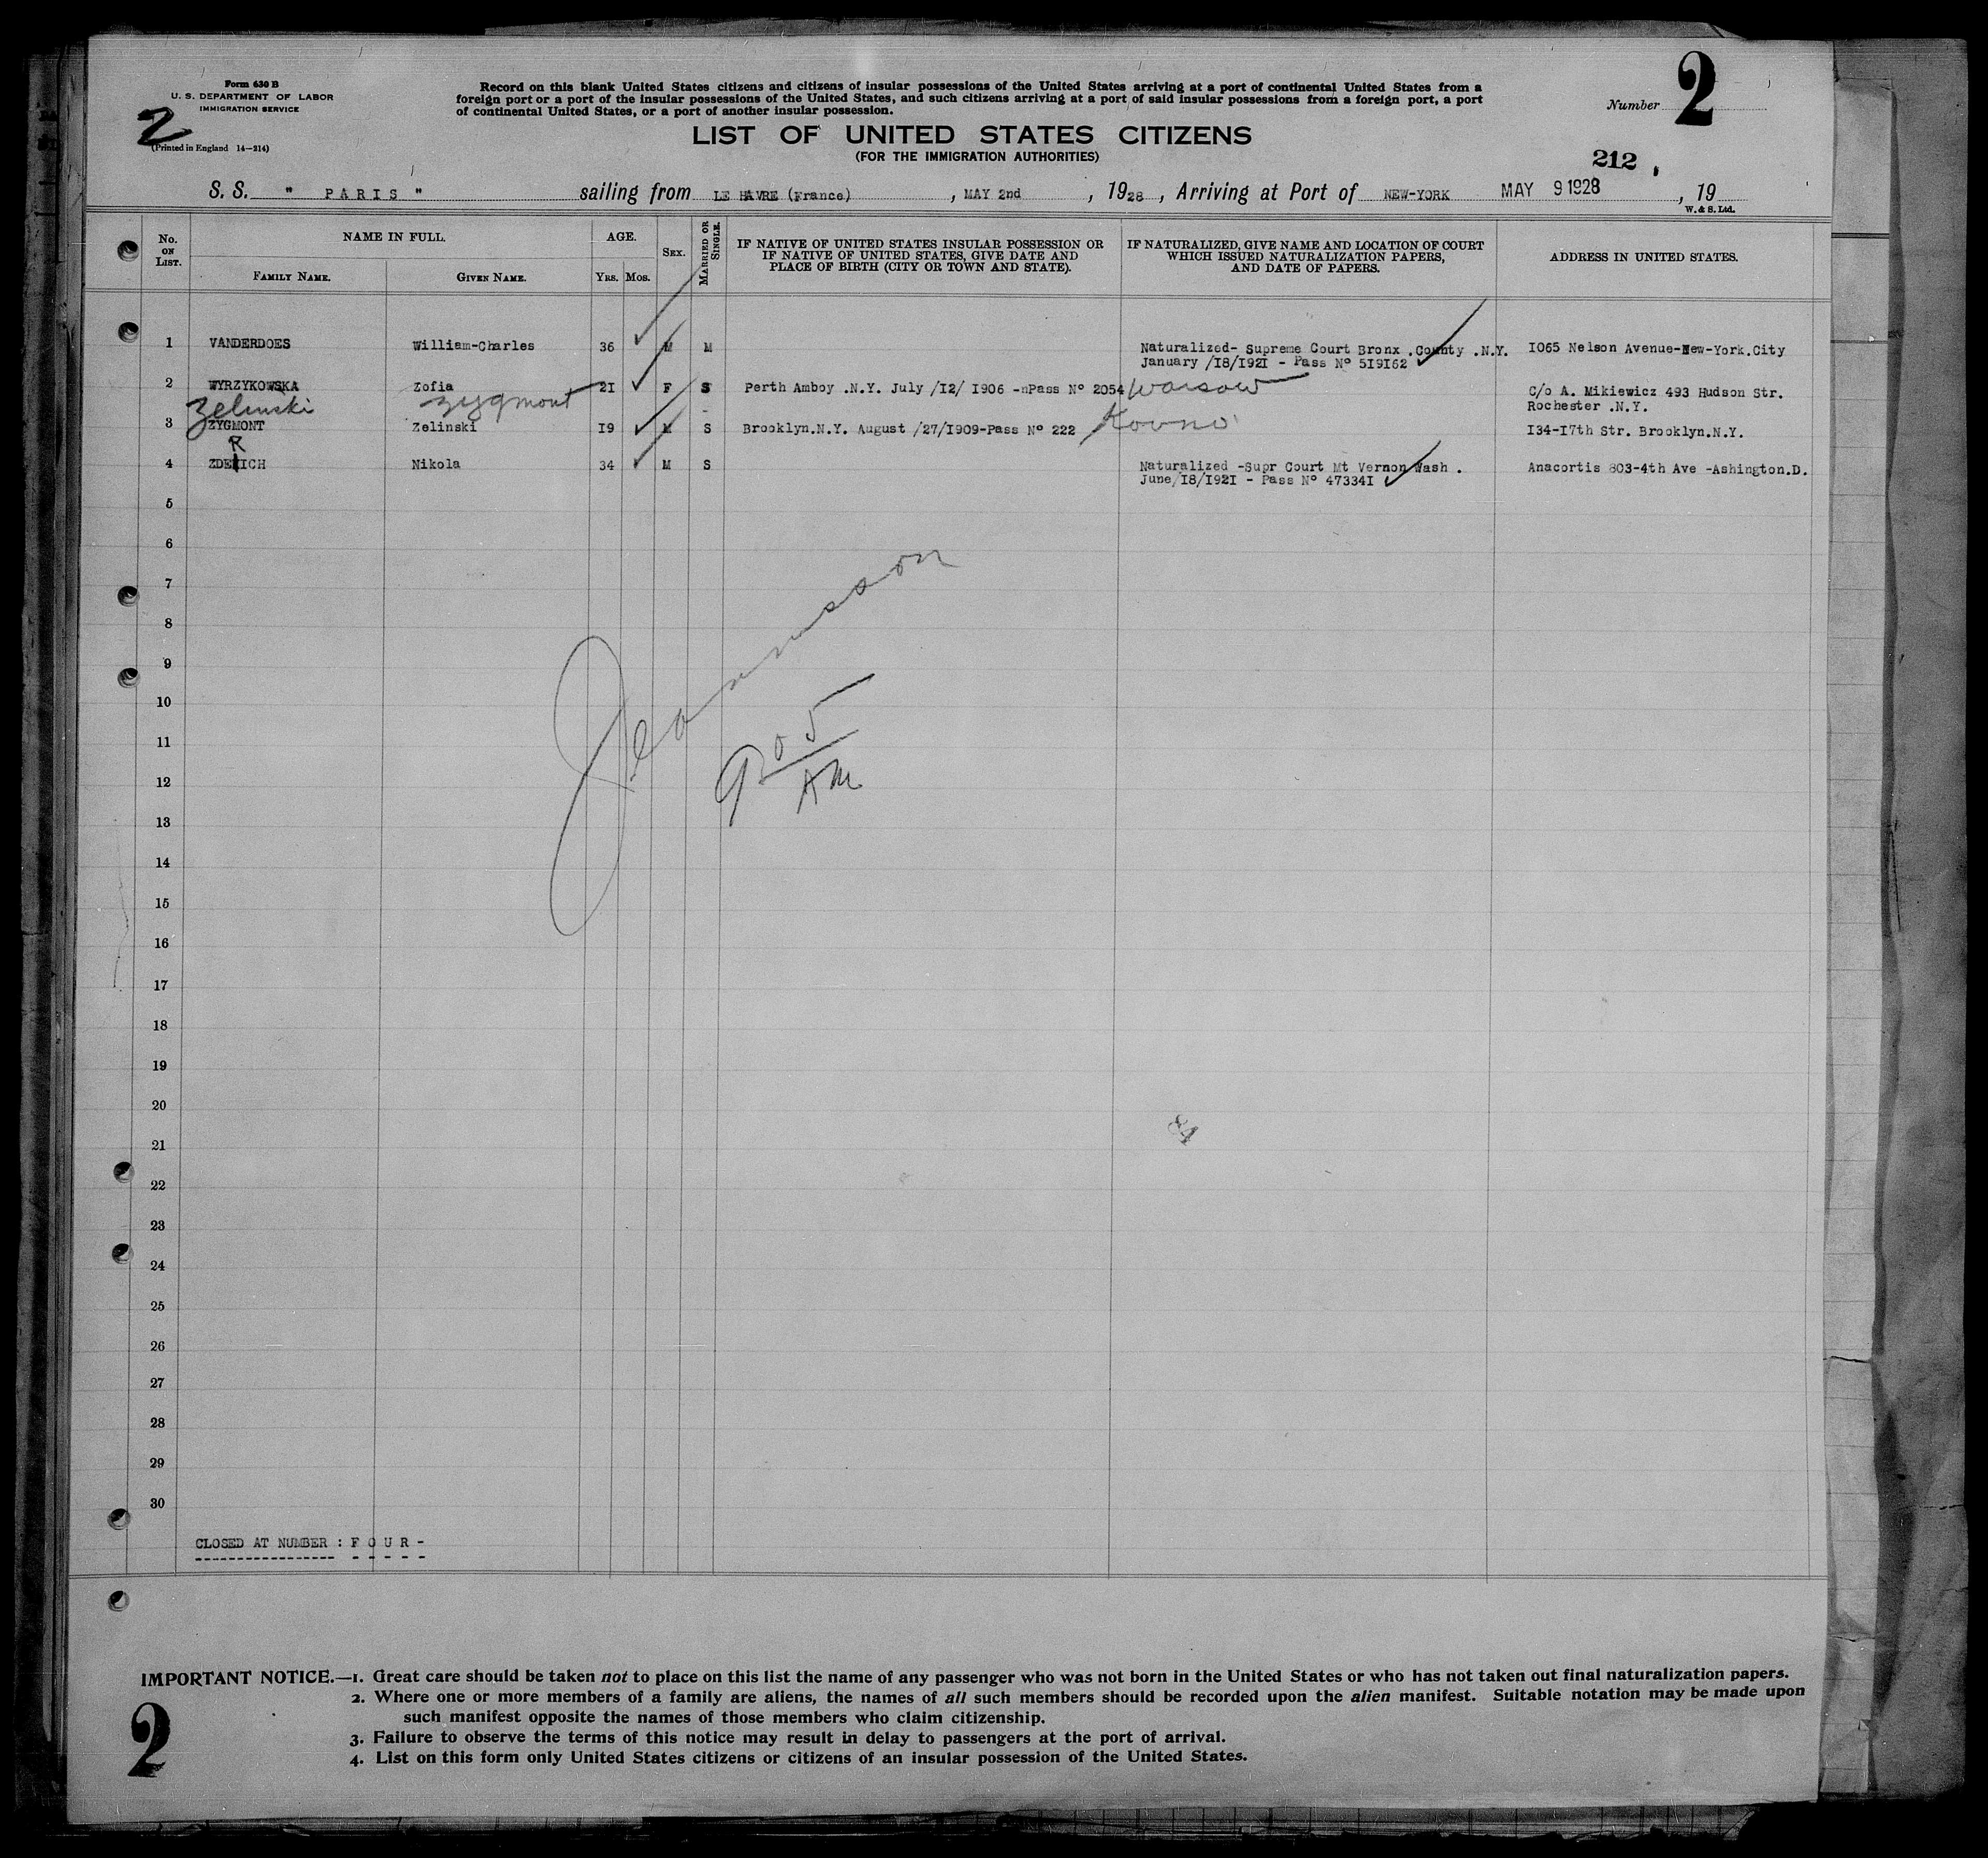 Form 630 B
U. S. DEPARTMENT OF LABOR
IMMIGRATION SERVICE
2
(Printed in England 14—214)
Record on this blank United States citizens and citizens of insular possessions of the United States arriving at a port of continental United States from a
foreign port or a port of the insular possessions of the United States, and such citizens arriving at a port of said insular possessions from a foreign port, a port
of continental United States, or a port of another insular possession.
LIST OF UNITED STATES CITIZENS
(FOR THE IMMIGRATION AUTHORITIES)
Number 2
212
S. S. " PARIS " sailing from LE HAVRE (France) , MAY 2nd , 1928 , Arriving at Port of NEW-YORK MAY 9 1928 , 19
W. & S. Ltd.
No. ON LIST.
NAME IN FULL.
FAMILY NAME.
GIVEN NAME.
AGE.
YRS. MOS.
SEX.
MARRIED OR SINGLE.
IF NATIVE OF UNITED STATES INSULAR POSSESSION OR
IF NATIVE OF UNITED STATES, GIVE DATE AND
PLACE OF BIRTH (CITY OR TOWN AND STATE).
IF NATURALIZED, GIVE NAME AND LOCATION OF COURT
WHICH ISSUED NATURALIZATION PAPERS,
AND DATE OF PAPERS.
ADDRESS IN UNITED STATES.
1 VANDERDOES William-Charles 36 M M Naturalized- Supreme Court Bronx .County .N.Y. 1065 Nelson Avenue-New-York.City
January /18/1921 - Pass Nº 519162
2 WYRZYKOWSKA Zofia 21 F S Perth Amboy .N.Y. July /12/ 1906 -nPass Nº 2054 Warsaw C/o A. Mikiewicz 493 Hudson Str.
Rochester .N.Y.
Zelinski Zygmont
3 ZYGMONT Zelinski 19 M S Brooklyn.N.Y. August /27/1909-Pass Nº 222 Kovno 134-17th Str. Brooklyn.N.Y.
R
4 ZDEICH Nikola 34 M S Naturalized -Supr Court Mt Vernon Wash . Anacortis 803-4th Ave -Ashington.D.
June/18/1921 - Pass Nº 473341
5
6
7
8
9
10
11
12
13
14
15
16
17
18
19
20
21
22
23
24
25
26
27
28
29
30
9 05
AM
84
CLOSED AT NUMBER : F O U R -
IMPORTANT NOTICE.—1. Great care should be taken not to place on this list the name of any passenger who was not born in the United States or who has not taken out final naturalization papers.
2. Where one or more members of a family are aliens, the names of all such members should be recorded upon the alien manifest. Suitable notation may be made upon
such manifest opposite the names of those members who claim citizenship.
3. Failure to observe the terms of this notice may result in delay to passengers at the port of arrival.
4. List on this form only United States citizens or citizens of an insular possession of the United States.
2